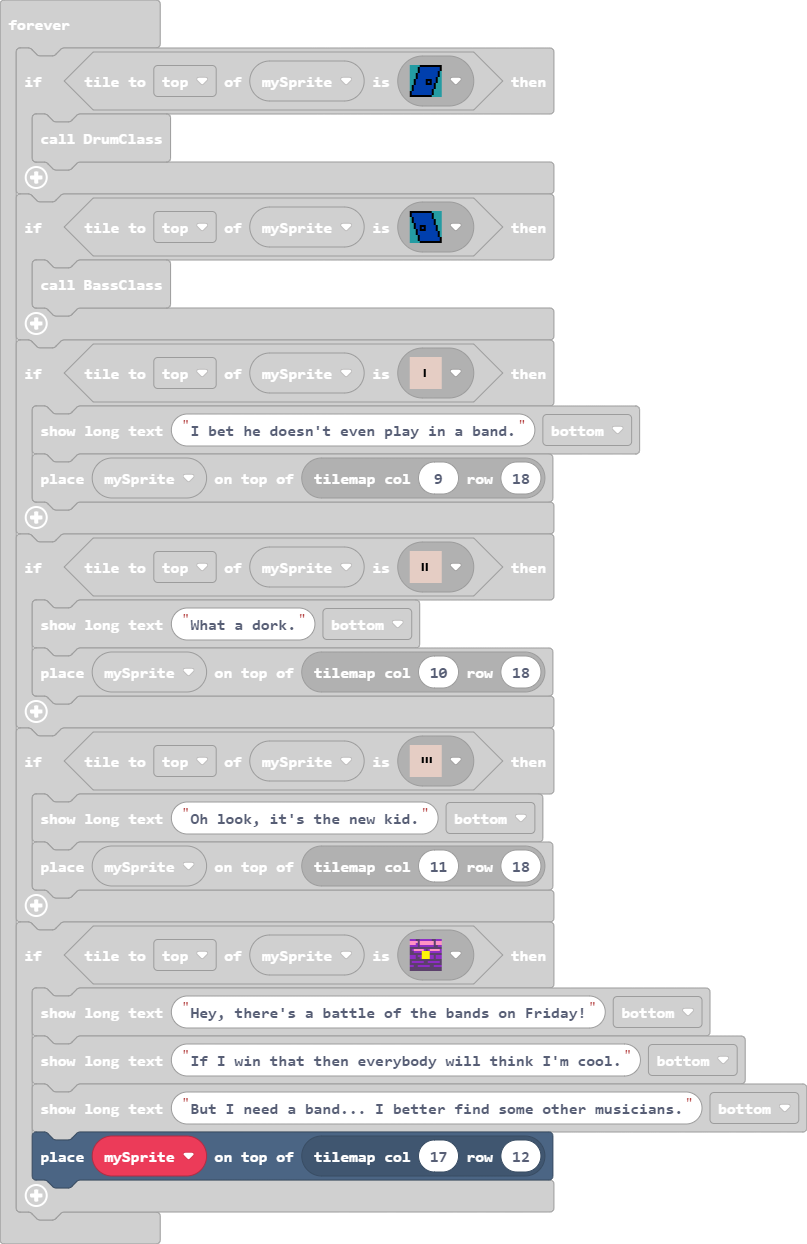 forever
if tile to top of mySprite is then
call DrumClass
if tile to top of mySprite is then
call BassClass
if tile to top of mySprite is I then
show long text "I bet he doesn't even play in a band." bottom
place mySprite on top of tilemap col 9 row 18
if tile to top of mySprite is II then
show long text "What a dork." bottom
place mySprite on top of tilemap col 10 row 18
if tile to top of mySprite is III then
show long text "Oh look, it's the new kid." bottom
place mySprite on top of tilemap col 11 row 18
if tile to top of mySprite is then
show long text "Hey, there's a battle of the bands on Friday!" bottom
show long text "If I win that then everybody will think I'm cool." bottom
show long text "But I need a band... I better find some other musicians." bottom
place mySprite on top of tilemap col 17 row 12